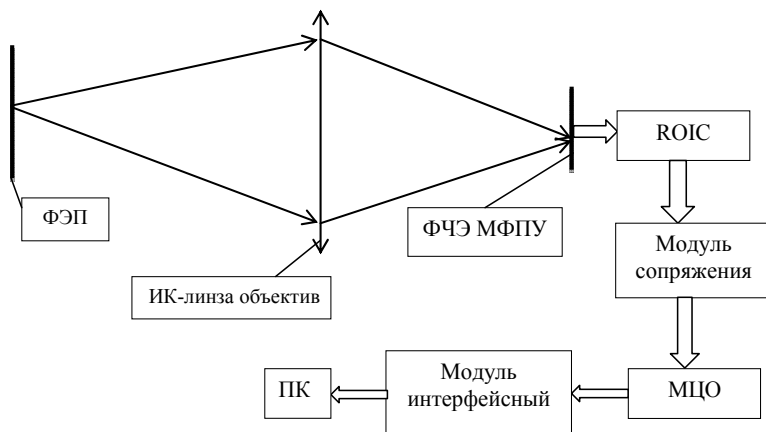 ROIC
ФЭП
ФЧЭ МФПУ
Модуль
сопряжения
ИК-линза объектив
ПК
Модуль
интерфейсный
МЦО